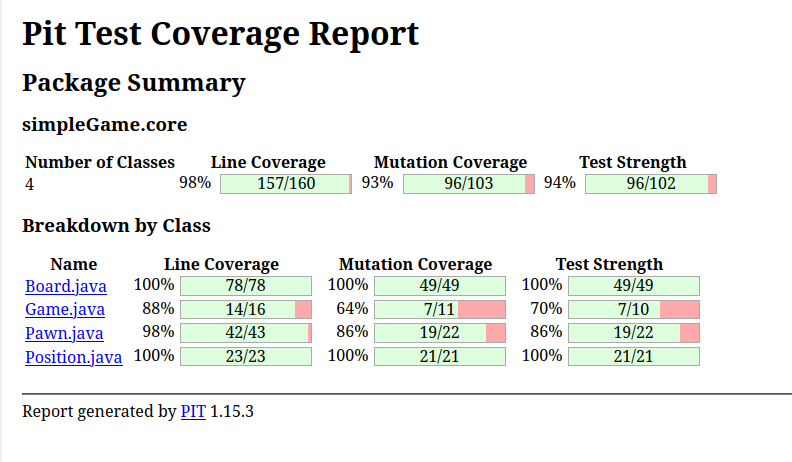 Pit Test Coverage Report
Package Summary
simpleGame.core
Number of Classes Line Coverage Mutation Coverage Test Strength
4 98% 157/160 93% 96/103 94% 96/102
Breakdown by Class
Name Line Coverage Mutation Coverage Test Strength
Board.java 100% 78/78 100% 49/49 100% 49/49
Game.java 88% 14/16 64% 7/11 70% 7/10
Pawn.java 98% 42/43 86% 19/22 86% 19/22
Position.java 100% 23/23 100% 21/21 100% 21/21
Report generated by PIT 1.15.3